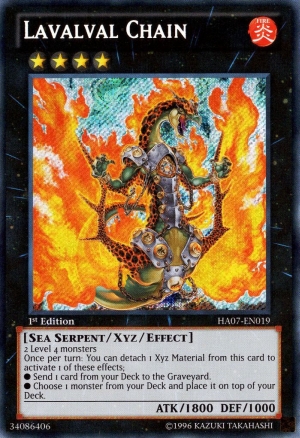 LAVALVAL CHAIN
FIRE
炎
1st Edition
HA07-EN019
[SEA SERPENT/XYZ/EFFECT]
2 Level 4 monsters
Once per turn: You can detach 1 Xyz Material from this card to
activate 1 of these effects;
● Send 1 card from your Deck to the Graveyard.
● Choose 1 monster from your Deck and place it on top of your
Deck.
ATK/1800 DEF/1000
34084406
©1996 KAZUKI TAKAHASHI